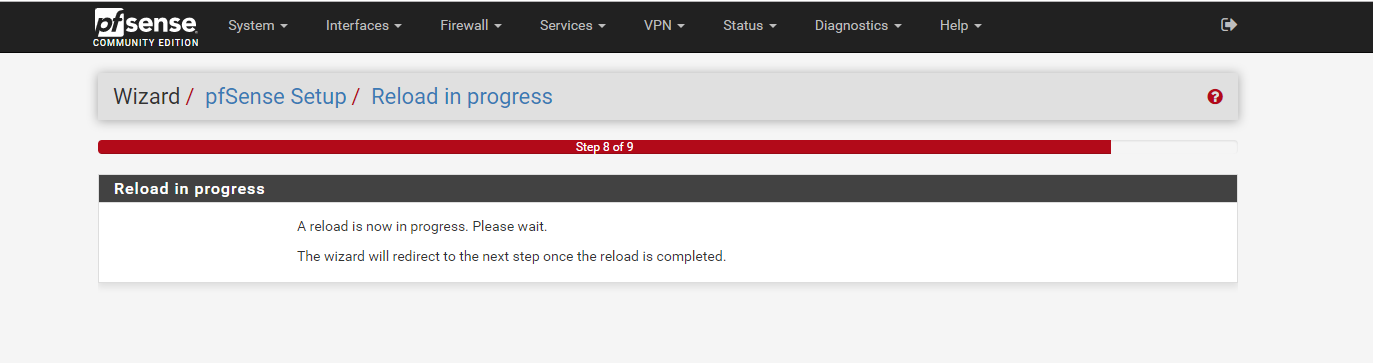 pfsense System Interfaces Firewall Services VPN Status Diagnostics Help
COMMUNITY EDITION
Wizard / pfSense Setup / Reload in progress
Step 8 of 9
Reload in progress
A reload is now in progress. Please wait.
The wizard will redirect to the next step once the reload is completed.